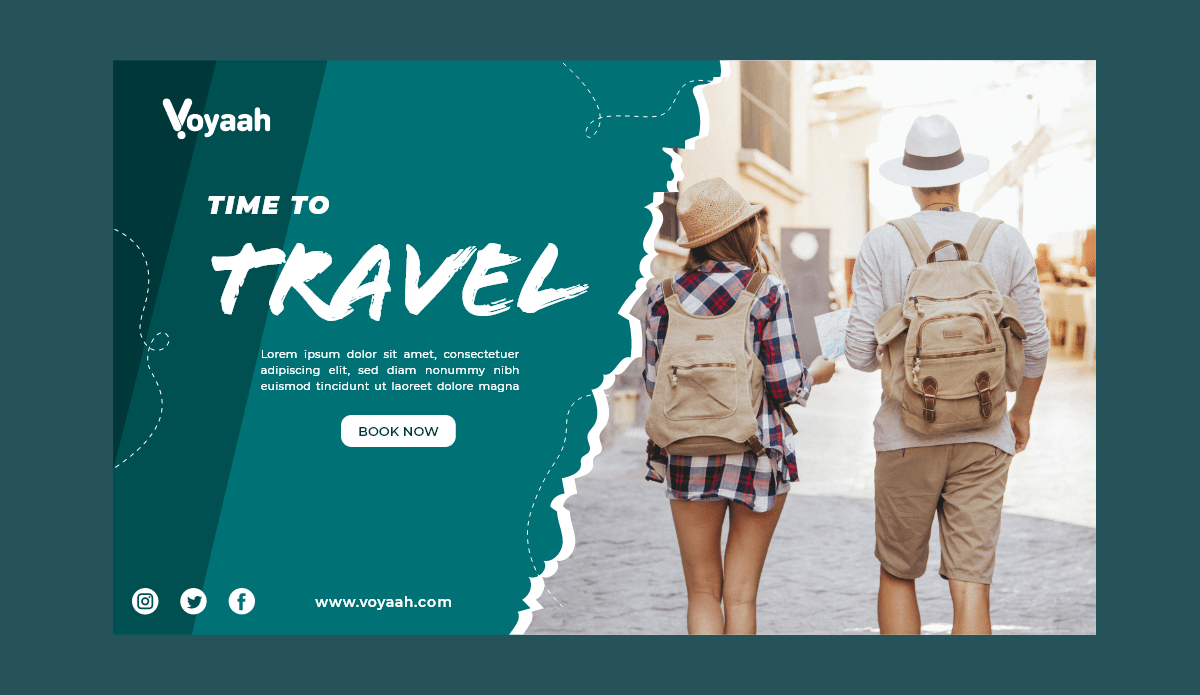 Voyaah
TIME TO
TRAVEL
Lorem ipsum dolor sit amet, consectetuer
adipiscing elit, sed diam nonummy nibh
euismod tincidunt ut laoreet dolore magna
BOOK NOW
www.voyaah.com